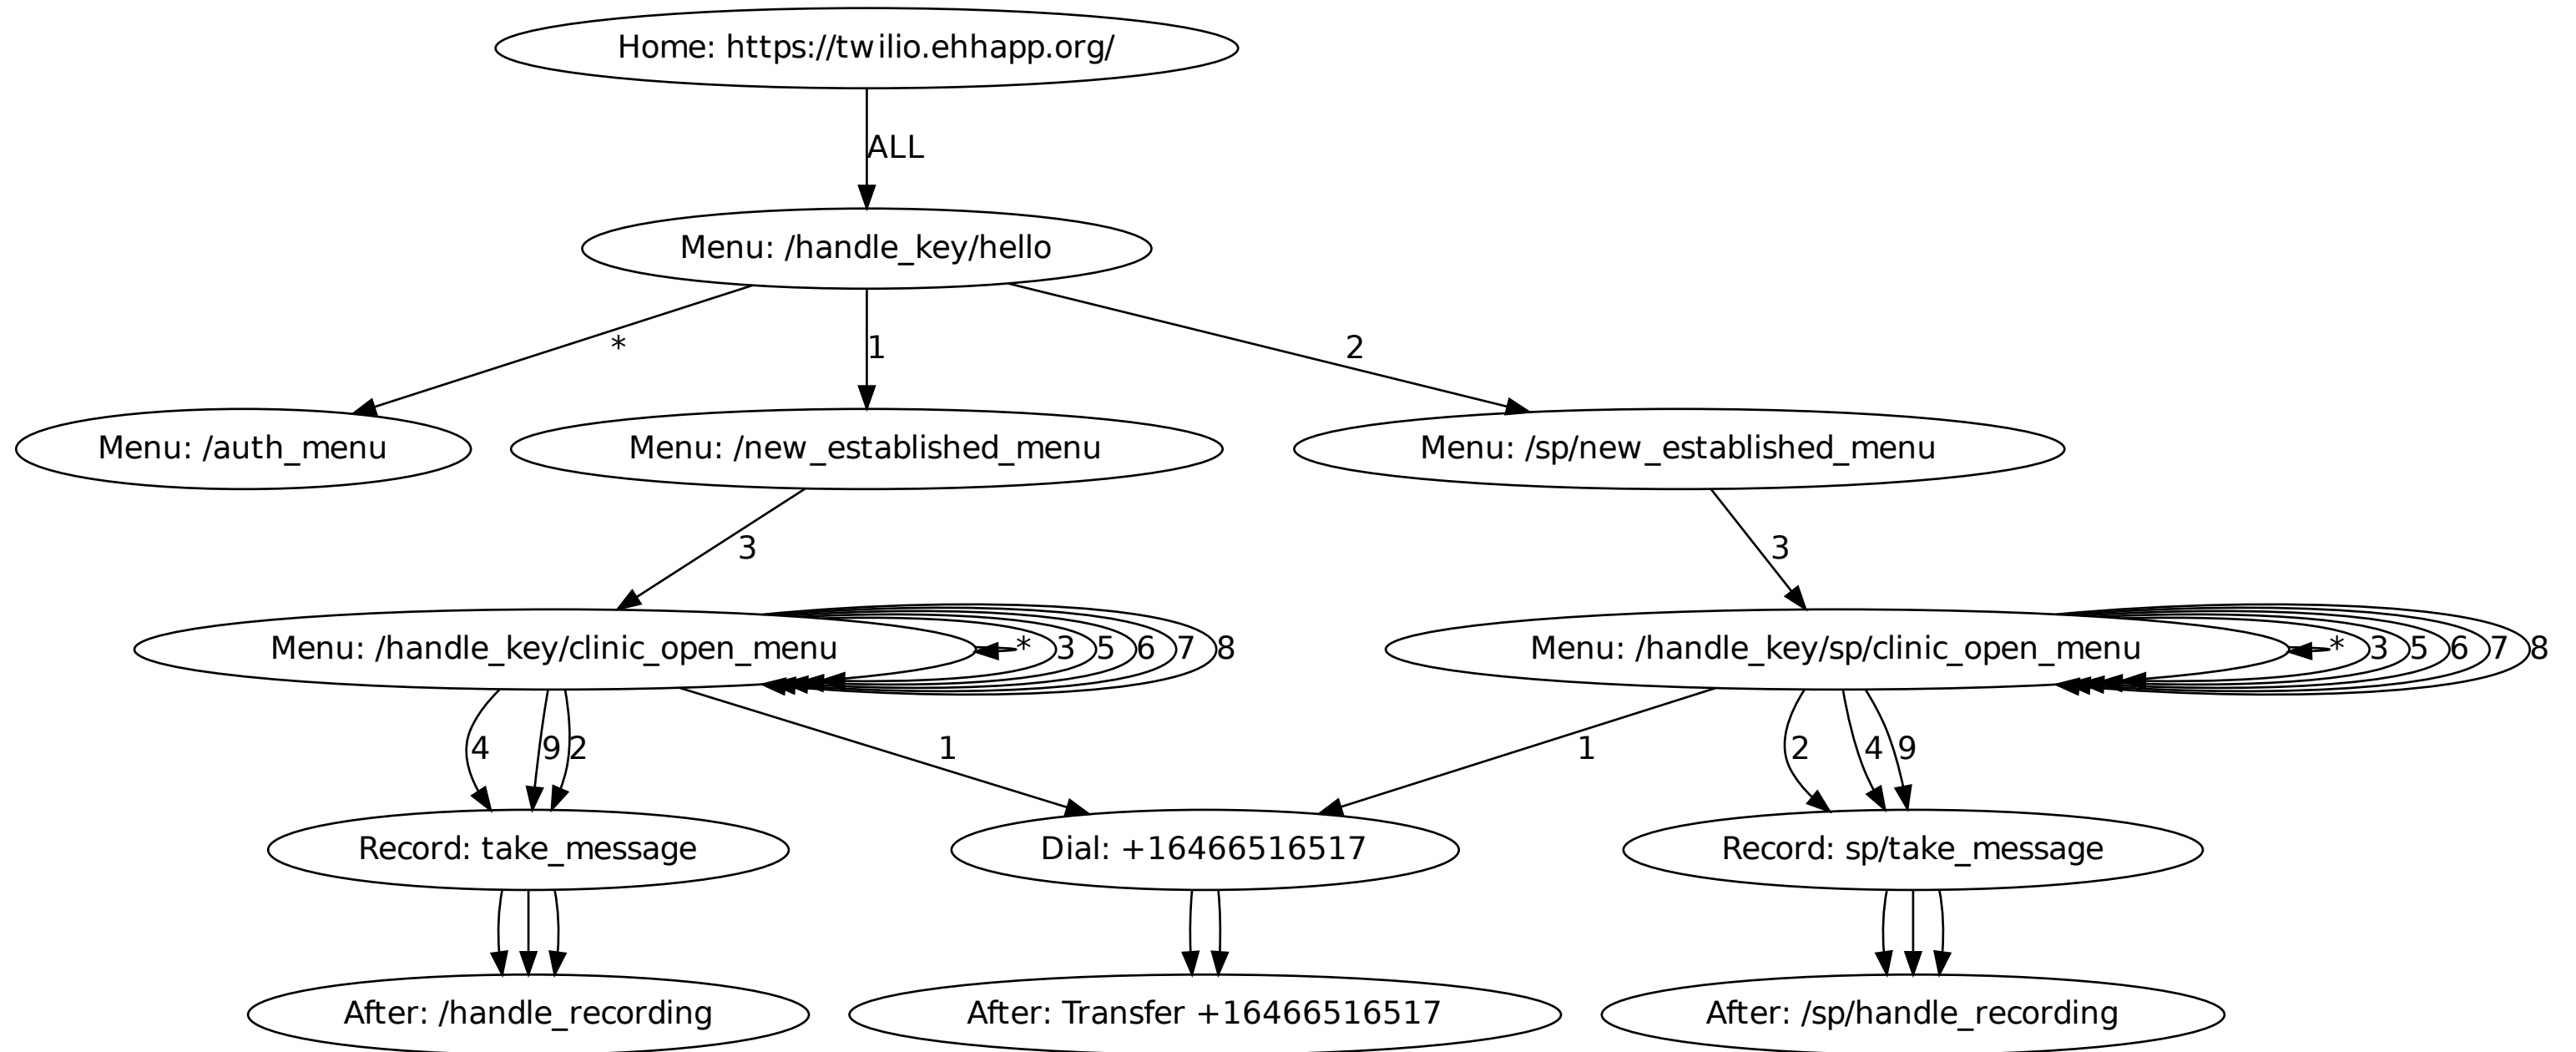 Home: https://twilio.ehhapp.org/
ALL
Menu: /handle_key/hello
* 1 2
Menu: /auth_menu Menu: /new_established_menu Menu: /sp/new_established_menu
3 3
Menu: /handle_key/clinic_open_menu * 3 5 6 7 8 Menu: /handle_key/sp/clinic_open_menu * 3 5 6 7 8
4 9 2 1 1 2 4 9
Record: take_message Dial: +16466516517 Record: sp/take_message
After: /handle_recording After: Transfer +16466516517 After: /sp/handle_recording